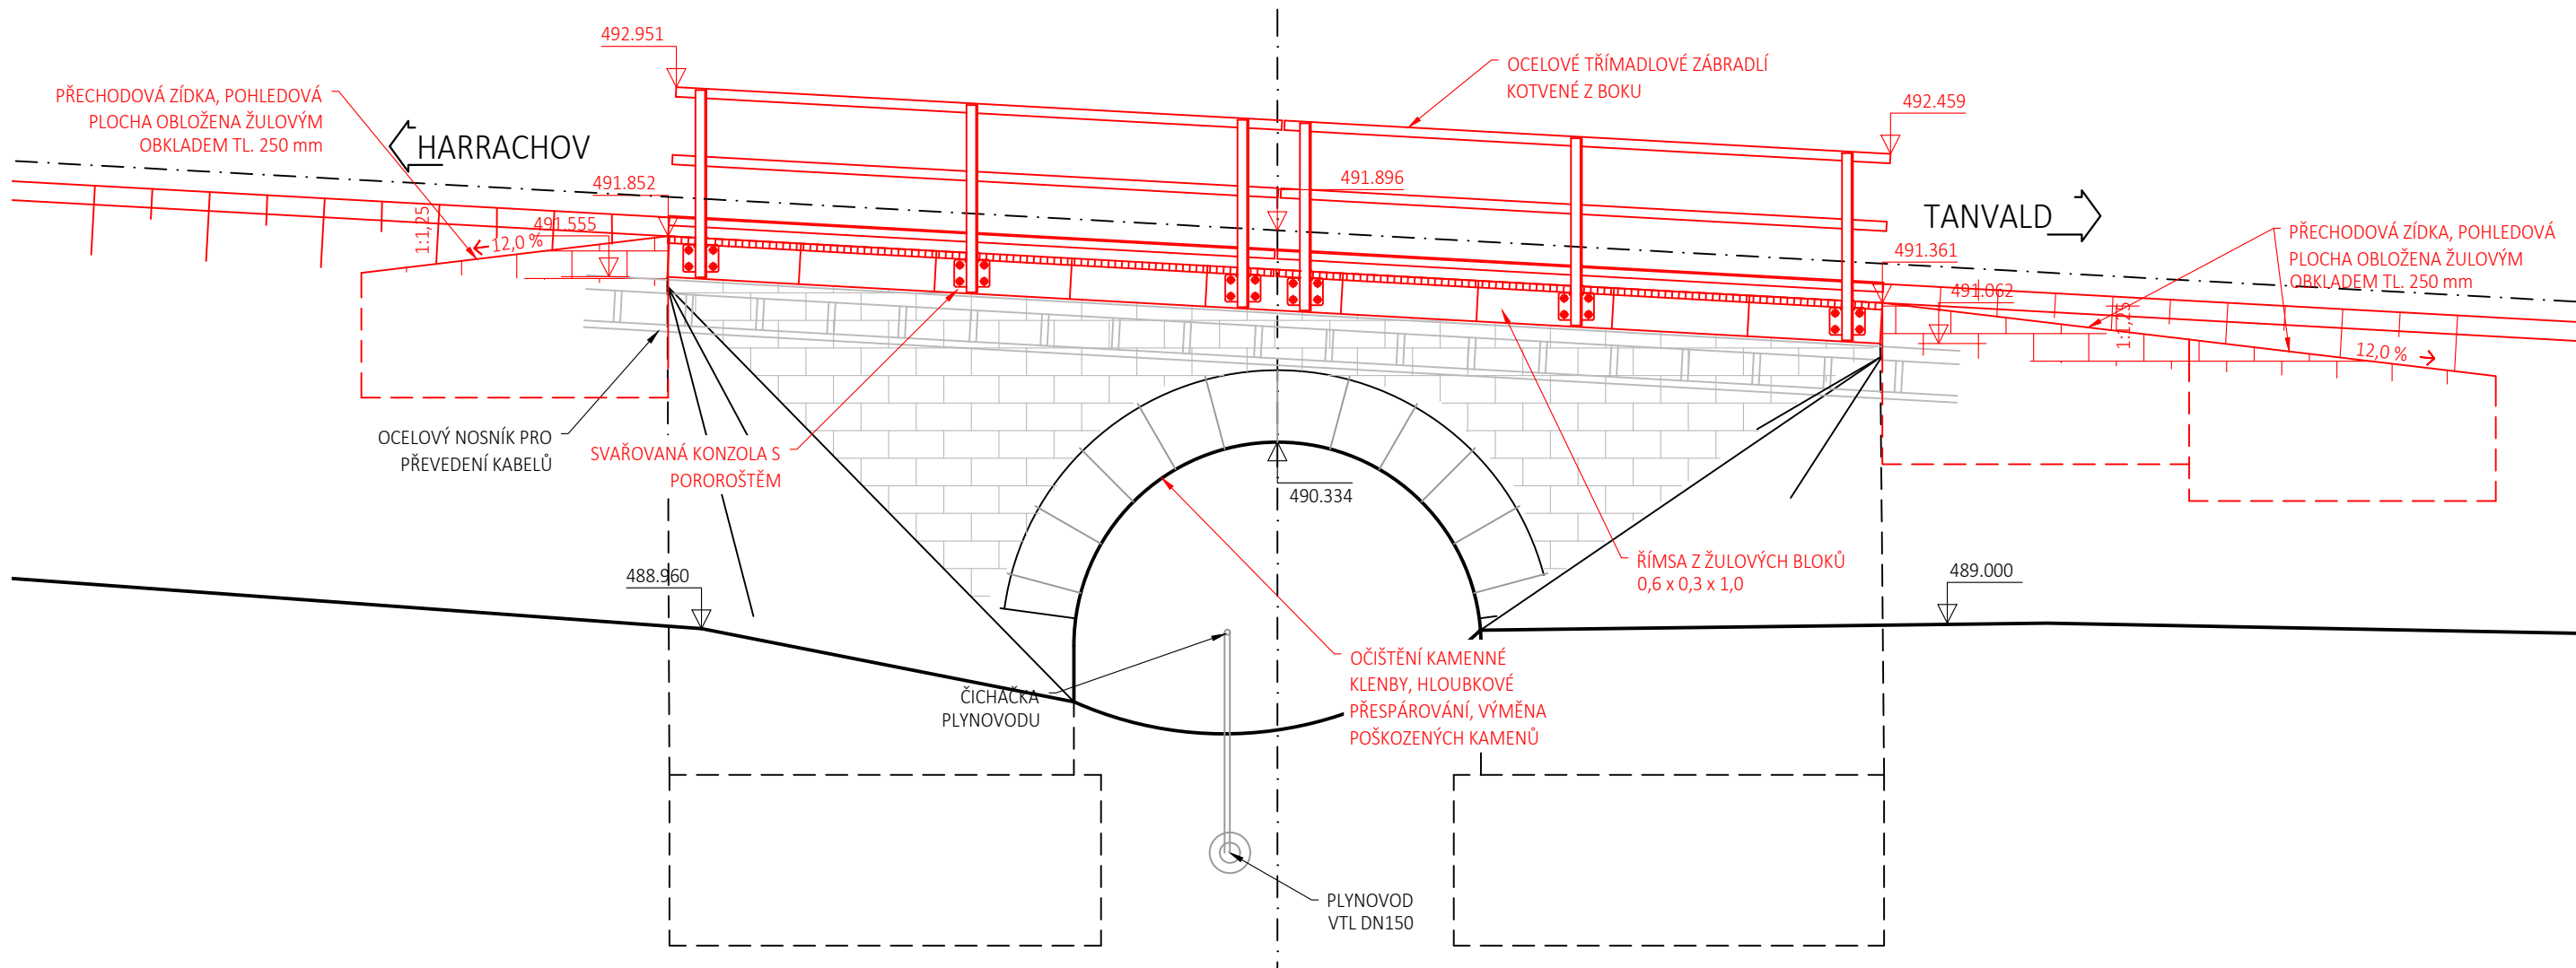 492.951
OCELOVÉ TŘÍMADLOVÉ ZÁBRADLÍ
KOTVENÉ Z BOKU
PŘECHODOVÁ ZÍDKA, POHLEDOVÁ
PLOCHA OBLOŽENA ŽULOVÝM
OBKLADEM TL. 250 mm
492.459
HARRACHOV
491.852
491.896
TANVALD
1:1,25
491.555
12,0 %
PŘECHODOVÁ ZÍDKA, POHLEDOVÁ
PLOCHA OBLOŽENA ŽULOVÝM
OBKLADEM TL. 250 mm
491.361
491.062
1:1,25
12,0 %
OCELOVÝ NOSNÍK PRO
PŘEVEDENÍ KABELŮ
SVAŘOVANÁ KONZOLA S
POROROŠTĚM
490.334
ŘÍMSA Z ŽULOVÝCH BLOKŮ
0,6 x 0,3 x 1,0
488.960
489.000
OČIŠTĚNÍ KAMENNÉ
KLENBY, HLOUBKOVÉ
PŘESPÁROVÁNÍ, VÝMĚNA
POŠKOZENÝCH KAMENŮ
ČICHAČKA
PLYNOVODU
PLYNOVOD
VTL DN150